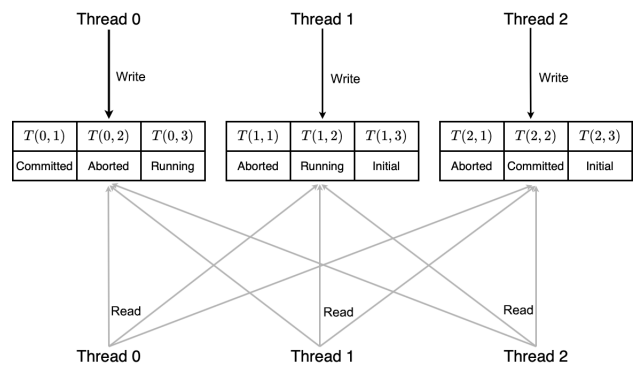 Thread 0 Thread 1 Thread 2
Write Write Write
T(0, 1) T(0, 2) T(0, 3) T(1, 1) T(1, 2) T(1, 3) T(2, 1) T(2, 2) T(2, 3)
Committed Aborted Running Aborted Running Initial Aborted Committed Initial
Read Read Read
Thread 0 Thread 1 Thread 2